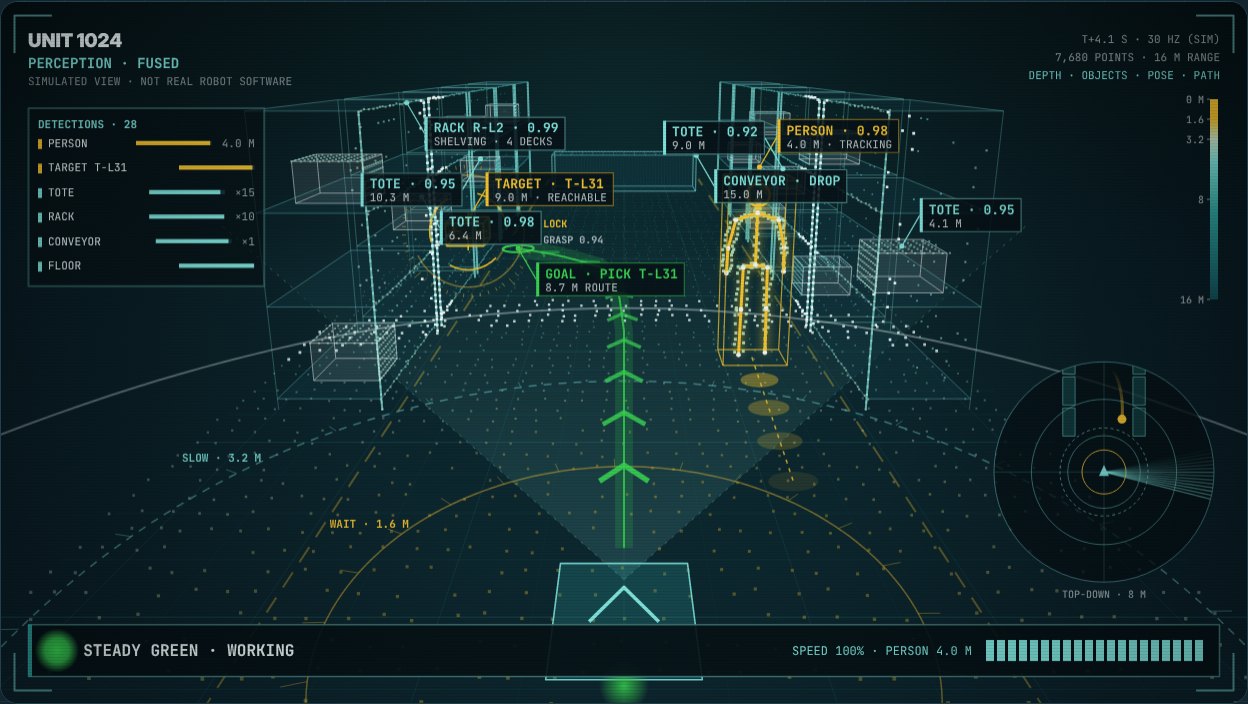 UNIT 1024
PERCEPTION · FUSED
SIMULATED VIEW · NOT REAL ROBOT SOFTWARE
T+4.1 S · 30 HZ (SIM)
7,680 POINTS · 16 M RANGE
DEPTH · OBJECTS · POSE · PATH
0 M
1.6
3.2
8
16 M
DETECTIONS · 28
PERSON 4.0 M
TARGET T-L31
TOTE ×15
RACK ×10
CONVEYOR ×1
FLOOR
RACK R-L2 · 0.99
SHELVING · 4 DECKS
TOTE · 0.92
9.0 M
PERSON · 0.98
4.0 M · TRACKING
TOTE · 0.95
10.3 M
TARGET · T-L31
9.0 M · REACHABLE
CONVEYOR · DROP
15.0 M
TOTE · 0.98
6.4 M
LOCK
GRASP 0.94
TOTE · 0.95
4.1 M
GOAL · PICK T-L31
8.7 M ROUTE
SLOW · 3.2 M
WAIT · 1.6 M
TOP-DOWN · 8 M
STEADY GREEN · WORKING
SPEED 100% · PERSON 4.0 M